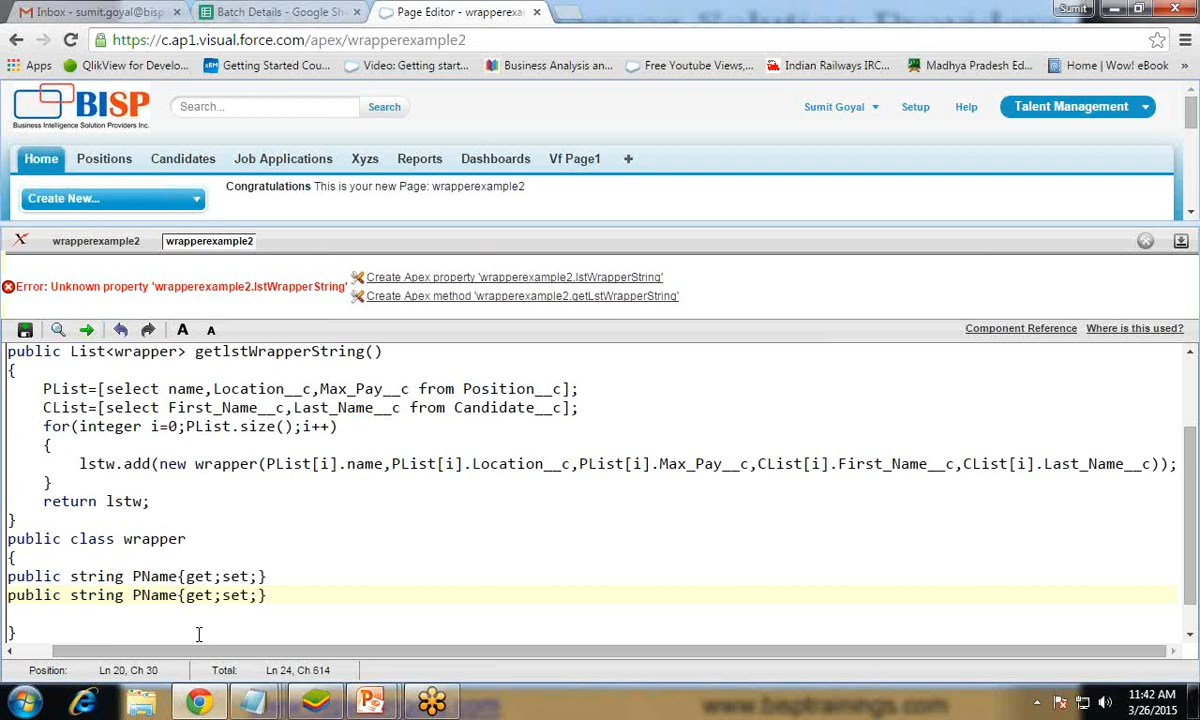 Inbox - sumit.goyal@bisp
Batch Details - Google She
Page Editor - wrapperexa
Sumit
https://c.ap1.visual.force.com/apex/wrapperexample2
Apps
QlikView for Develo...
Getting Started Cou...
Video: Getting start...
Business Analysis an...
Free Youtube Views,...
Indian Railways IRC...
Madhya Pradesh Ed...
Home | Wow! eBook
»
BISP
Business Intelligence Solution Providers Inc.
Search...
Search
Sumit Goyal
Setup
Help
Talent Management
Home
Positions
Candidates
Job Applications
Xyzs
Reports
Dashboards
Vf Page1
+
Create New...
Congratulations This is your new Page: wrapperexample2
wrapperexample2
wrapperexample2
Error: Unknown property 'wrapperexample2.lstWrapperString'
Create Apex property 'wrapperexample2.lstWrapperString'
Create Apex method 'wrapperexample2.getLstWrapperString'
A
A
Component Reference
Where is this used?
public List<wrapper> getlstWrapperString()
{
PList=[select name,Location__c,Max_Pay__c from Position__c];
CList=[select First_Name__c,Last_Name__c from Candidate__c];
for(integer i=0;PList.size();i++)
{
lstw.add(new wrapper(PList[i].name,PList[i].Location__c,PList[i].Max_Pay__c,CList[i].First_Name__c,CList[i].Last_Name__c));
}
return lstw;
}
public class wrapper
{
public string PName{get;set;}
public string PName{get;set;}
}
Position:
Ln 20, Ch 30
Total:
Ln 24, Ch 614
www.bisptrainings.com
11:42 AM
3/26/2015